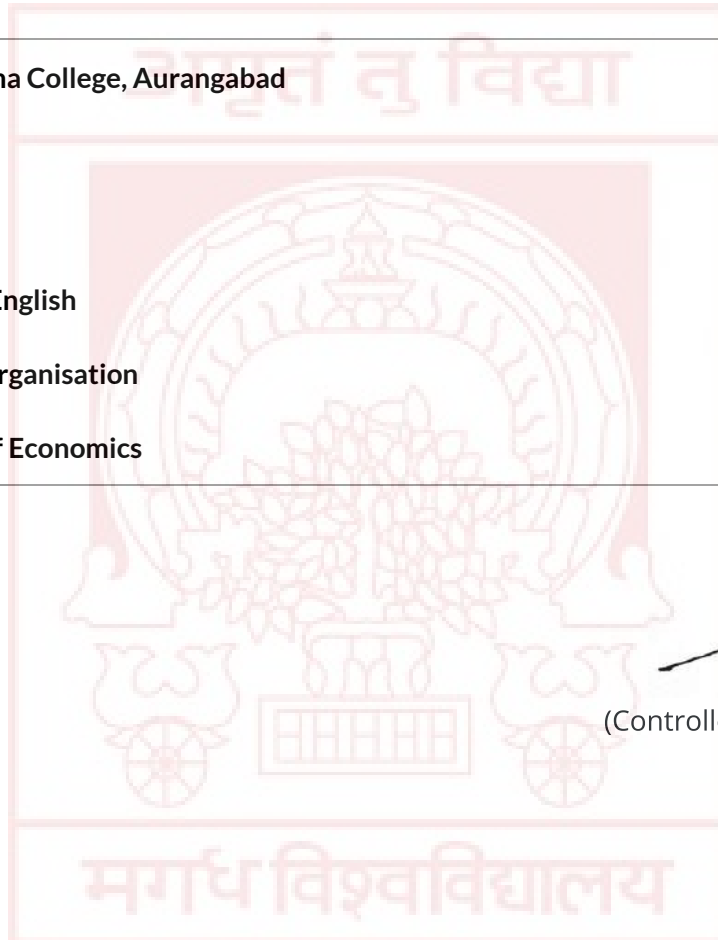 अमृतं तु विद्या
na College, Aurangabad
English
rganisation
f Economics
(Controll
मगध विश्वविद्यालय